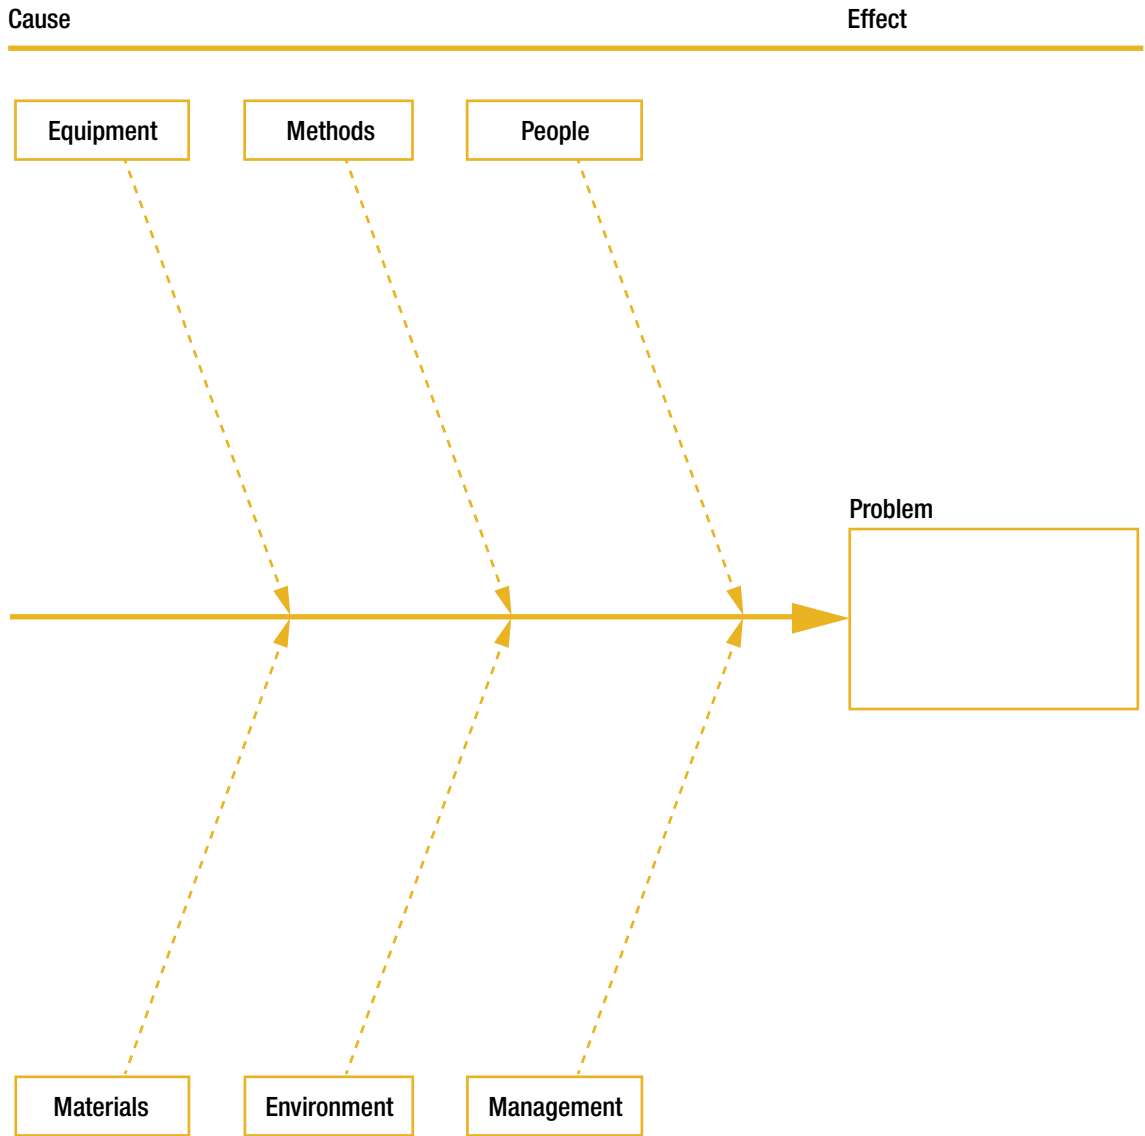 Cause
Effect
Equipment
Methods
People
Problem
Materials
Environment
Management